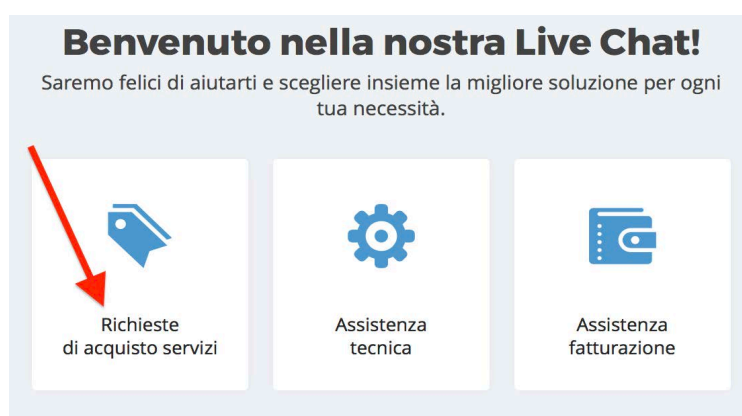 Benvenuto nella nostra Live Chat!
Saremo felici di aiutarti e scegliere insieme la migliore soluzione per ogni
tua necessità.
Richieste
di acquisto servizi
Assistenza
tecnica
Assistenza
fatturazione